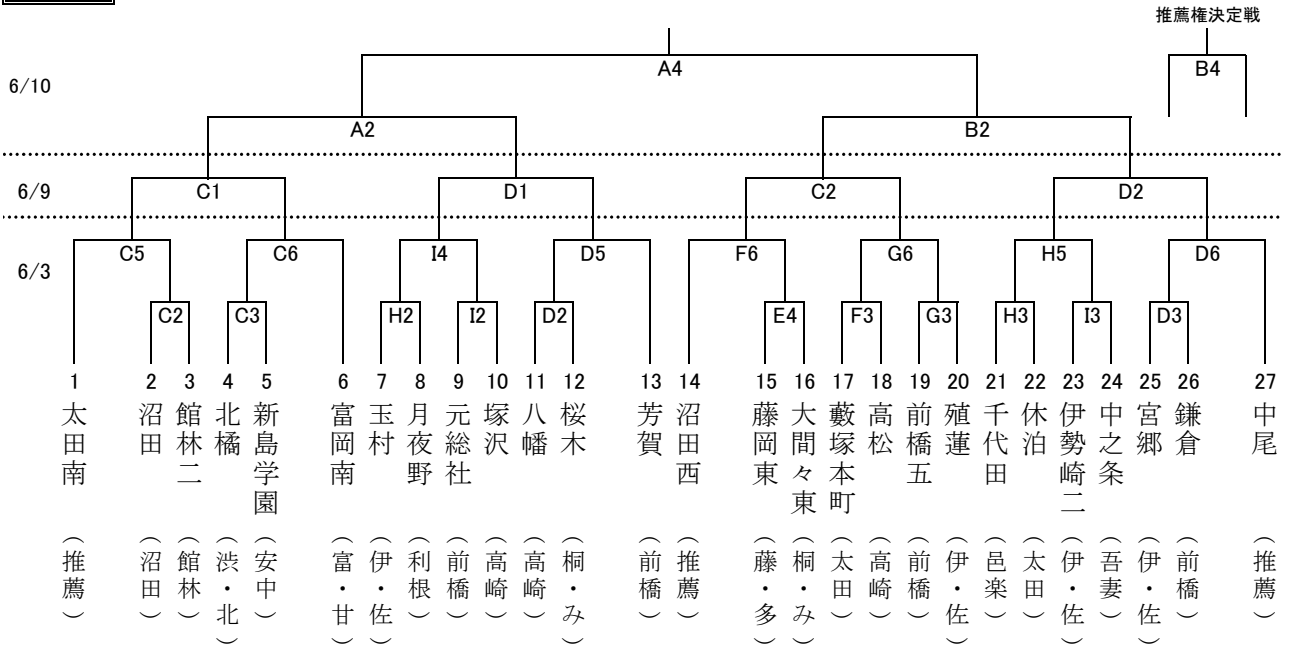 推薦権決定戦
A4 B4
6/10
A2 B2
6/9 C1 D1 C2 D2
6/3 C5 C6 I4 D5 F6 G6 H5 D6
C2 C3 H2 I2 D2 E4 F3 G3 H3 I3 D3
1 2 3 4 5 6 7 8 9 10 11 12 13 14 15 16 17 18 19 20 21 22 23 24 25 26 27
太田南 (推薦)
沼田 (沼田)
館林二 (館林)
北橘 (渋・北)
新島学園 (安中)
富岡南 (富・甘)
玉村 (伊・佐)
月夜野 (利根)
元総社 (前橋)
塚沢 (高崎)
八幡 (高崎)
桜木 (桐・み)
芳賀 (前橋)
沼田西 (推薦)
藤岡東 (藤・多)
大間々東 (桐・み)
藪塚本町 (太田)
高松 (高崎)
前橋五 (前橋)
殖蓮 (伊・佐)
千代田 (邑楽)
休泊 (太田)
伊勢崎二 (伊・佐)
中之条 (吾妻)
宮郷 (伊・佐)
鎌倉 (前橋)
中尾 (推薦)